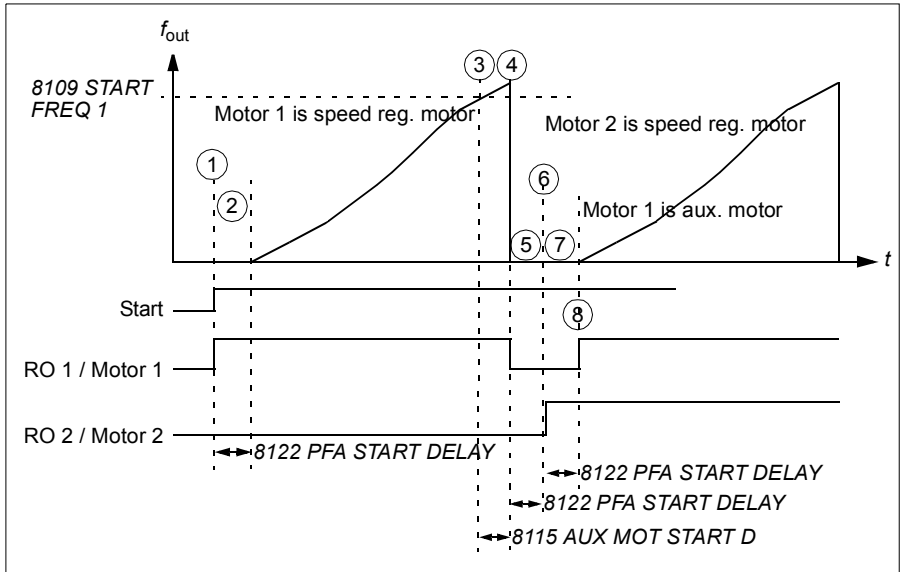 fout
8109 START
FREQ 1
3 4
Motor 1 is speed reg. motor
Motor 2 is speed reg. motor
1
2
6
Motor 1 is aux. motor
5 7
t
Start
8
RO 1 / Motor 1
RO 2 / Motor 2
8122 PFA START DELAY
8122 PFA START DELAY
8122 PFA START DELAY
8115 AUX MOT START D